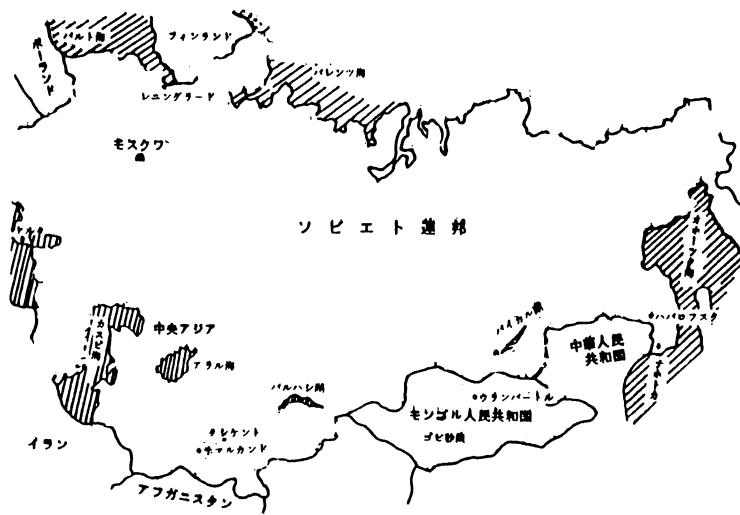 バルト海
フィンランド
ポーランド
バレンツ海
レニングラード
モスクワ
ソビエト連邦
オホーツク海
ハバロフスク
ナホトカ
バイカル湖
中華人民
共和国
カスピ海
中央アジア
アラル海
バルハシ湖
ウランバートル
モンゴル人民共和国
ゴビ砂漠
タシケント
サマルカンド
イラン
アフガニスタン